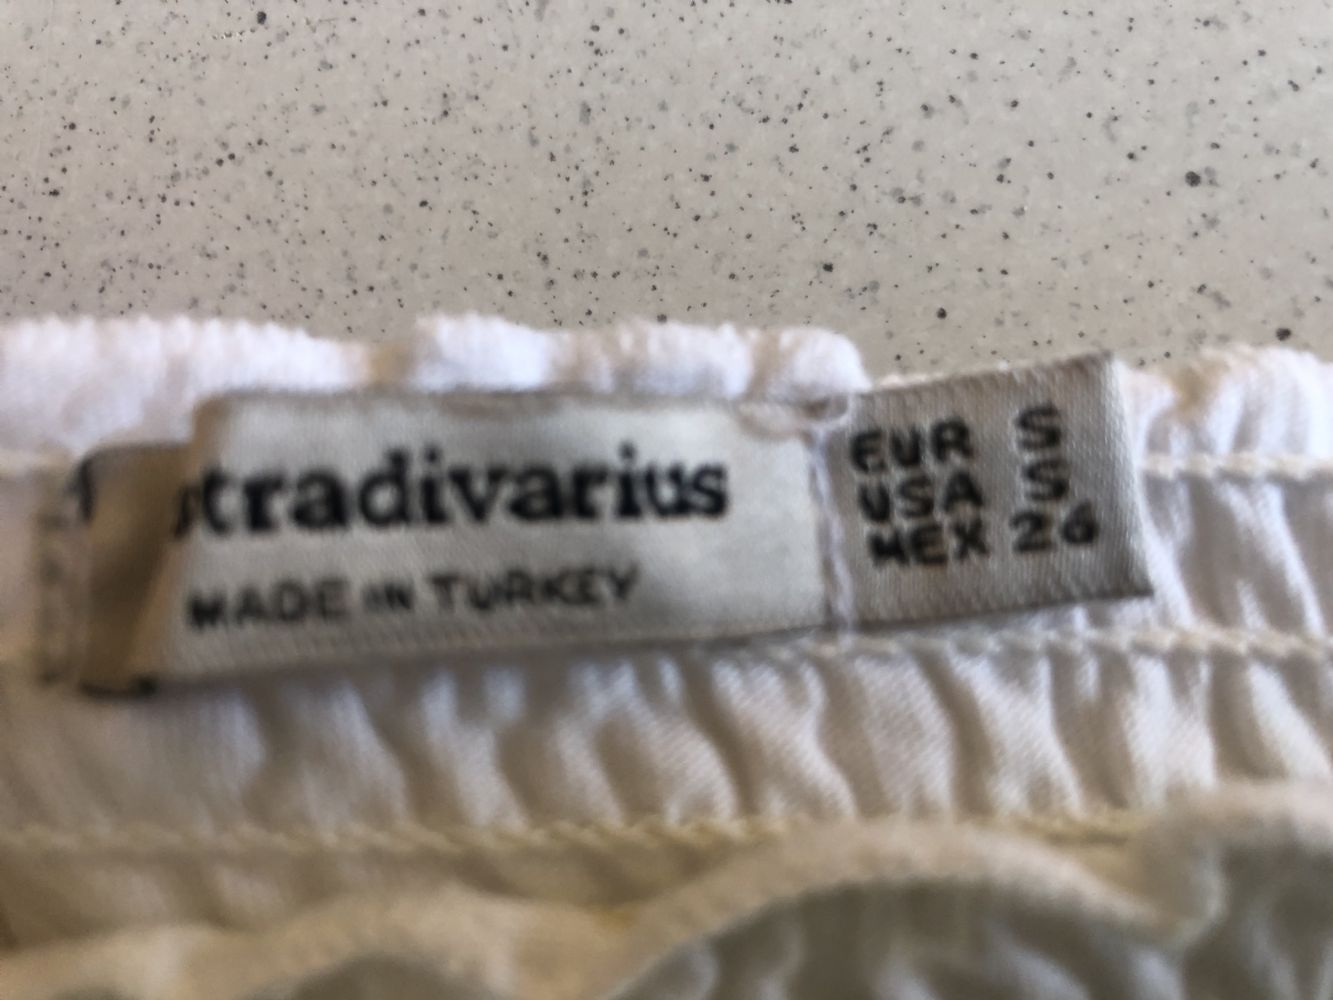 stradivarius
MADE IN TURKEY
EUR S
USA S
MEX 26